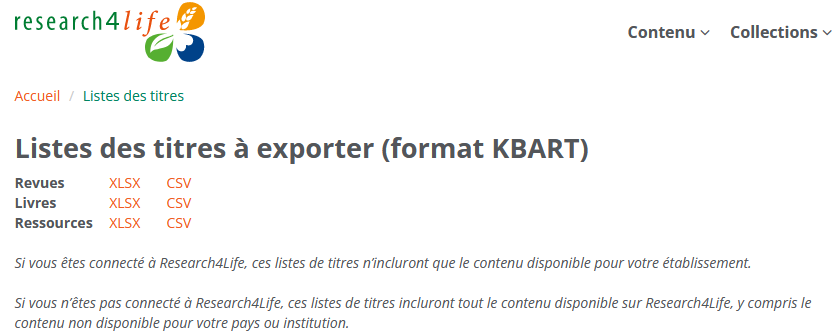 research4life
Contenu Collections
Accueil / Listes des titres
Listes des titres à exporter (format KBART)
Revues XLSX CSV
Livres XLSX CSV
Ressources XLSX CSV
Si vous êtes connecté à Research4Life, ces listes de titres n’incluront que le contenu disponible pour votre établissement.
Si vous n’êtes pas connecté à Research4Life, ces listes de titres incluront tout le contenu disponible sur Research4Life, y compris le
contenu non disponible pour votre pays ou institution.